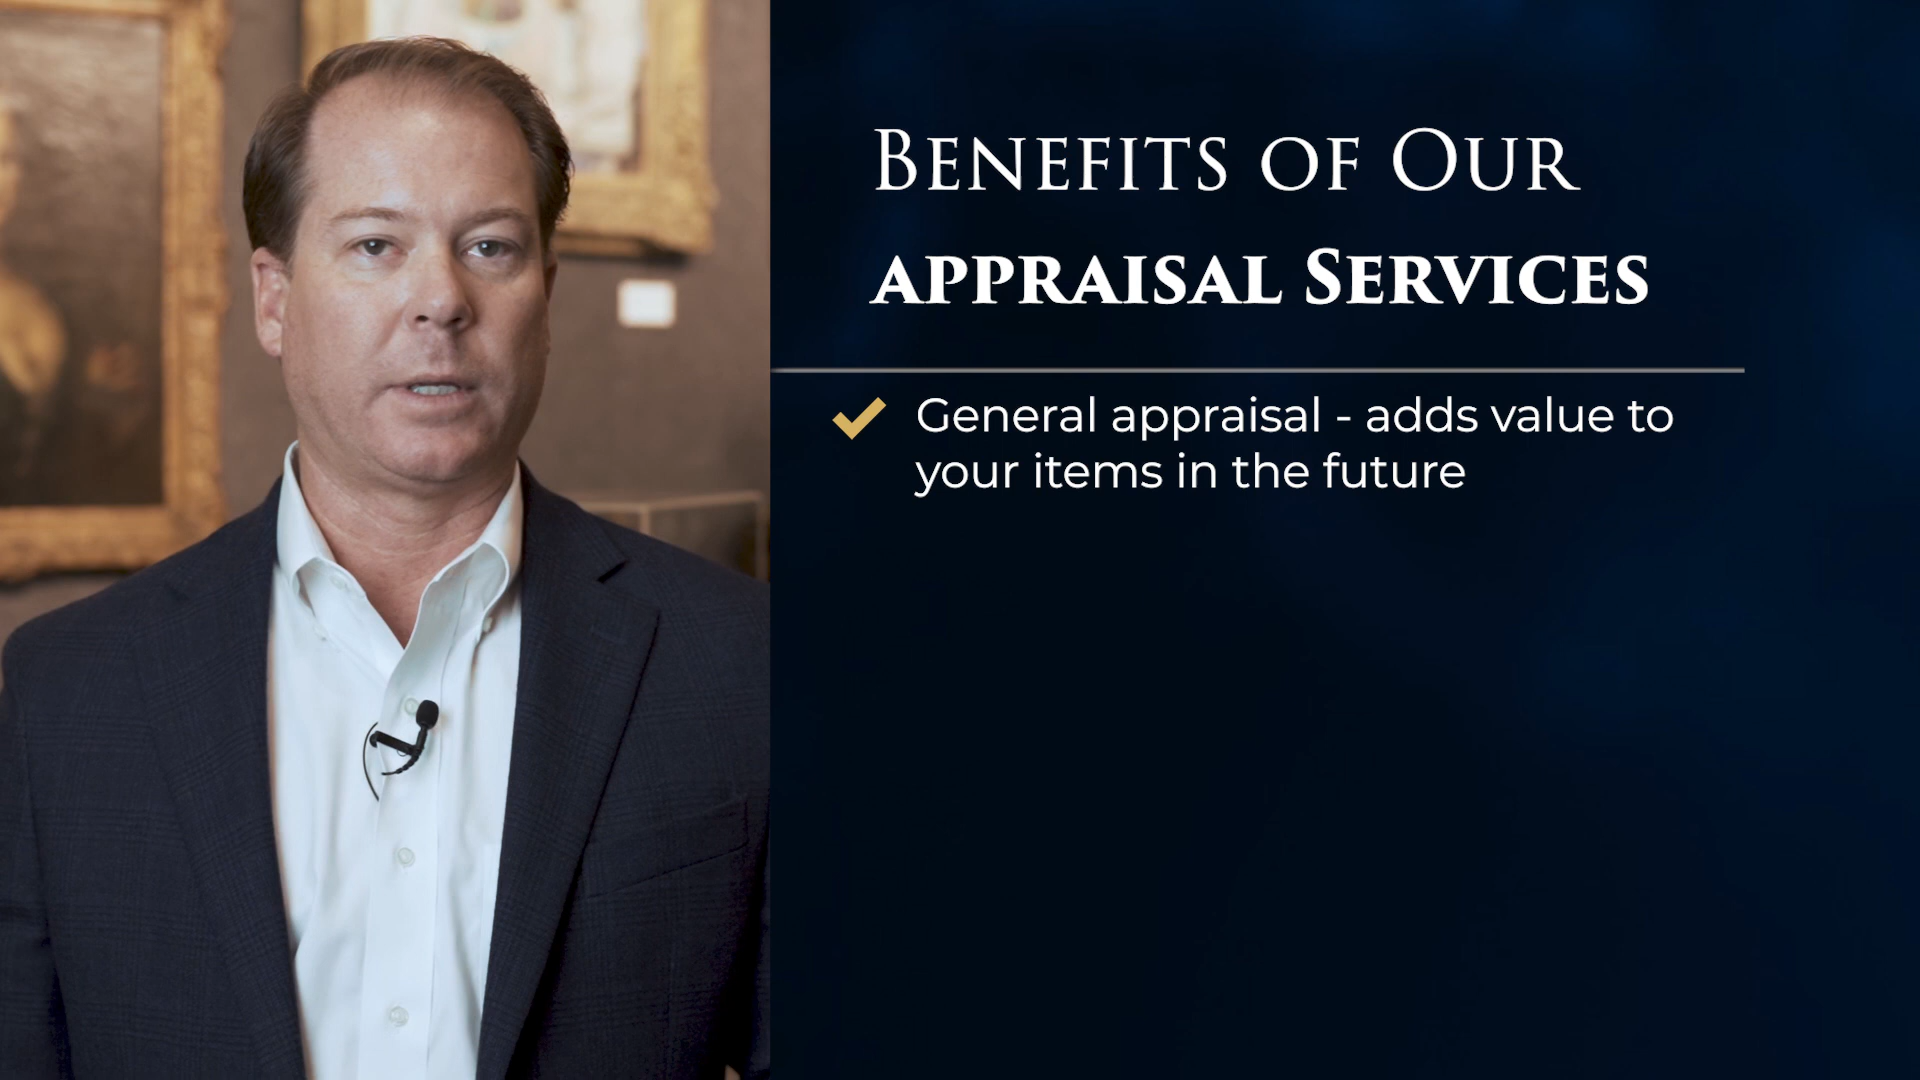 Benefits of Our
appraisal Services
General appraisal - adds value to
your items in the future